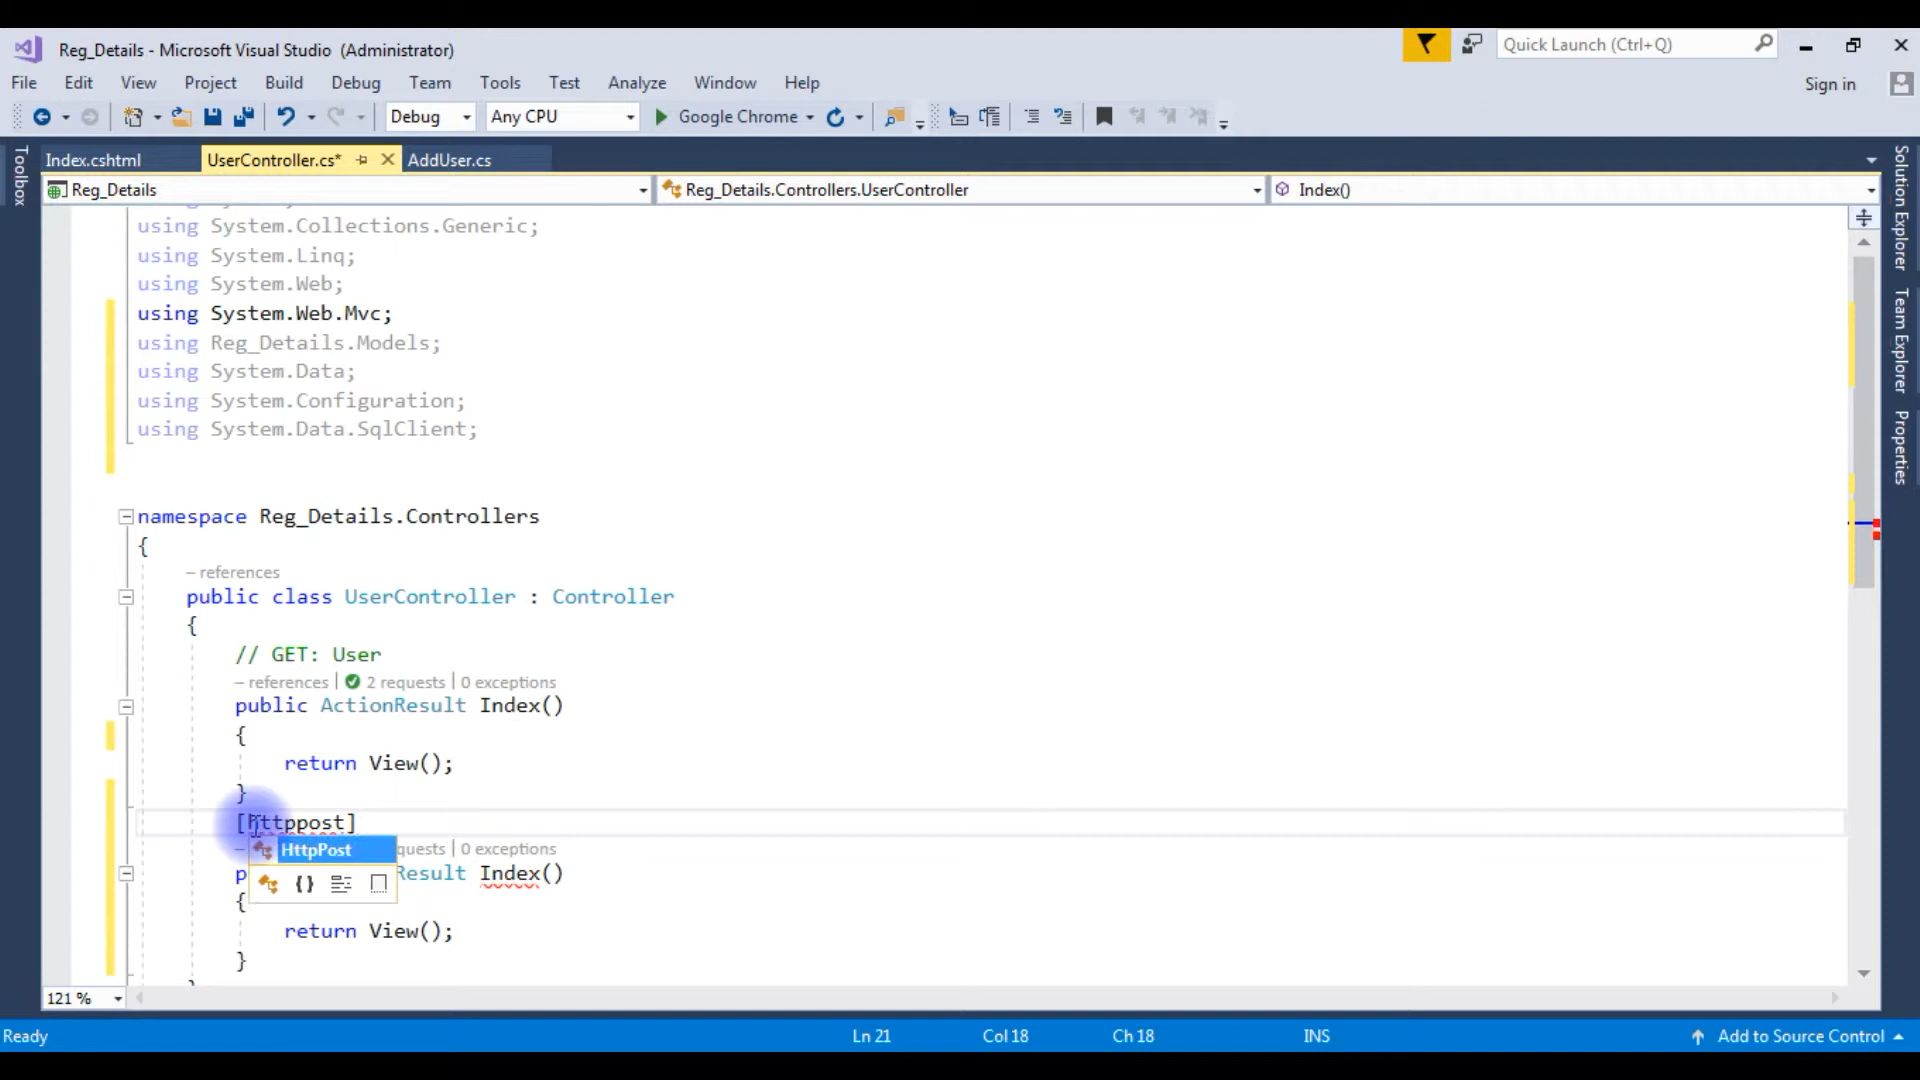 Reg_Details - Microsoft Visual Studio (Administrator)
Quick Launch (Ctrl+Q)
File Edit View Project Build Debug Team Tools Test Analyze Window Help
Sign in
Debug Any CPU Google Chrome
Toolbox
Index.cshtml UserController.cs* AddUser.cs
Reg_Details Reg_Details.Controllers.UserController Index()
using System.Collections.Generic;
using System.Linq;
using System.Web;
using System.Web.Mvc;
using Reg_Details.Models;
using System.Data;
using System.Configuration;
using System.Data.SqlClient;
namespace Reg_Details.Controllers
{
– references
public class UserController : Controller
{
// GET: User
– references | 2 requests | 0 exceptions
public ActionResult Index()
{
return View();
}
[httppost]
HttpPost quests | 0 exceptions
p Result Index()
{
return View();
}
Solution Explorer
Team Explorer
Properties
121 %
Ready Ln 21 Col 18 Ch 18 INS Add to Source Control